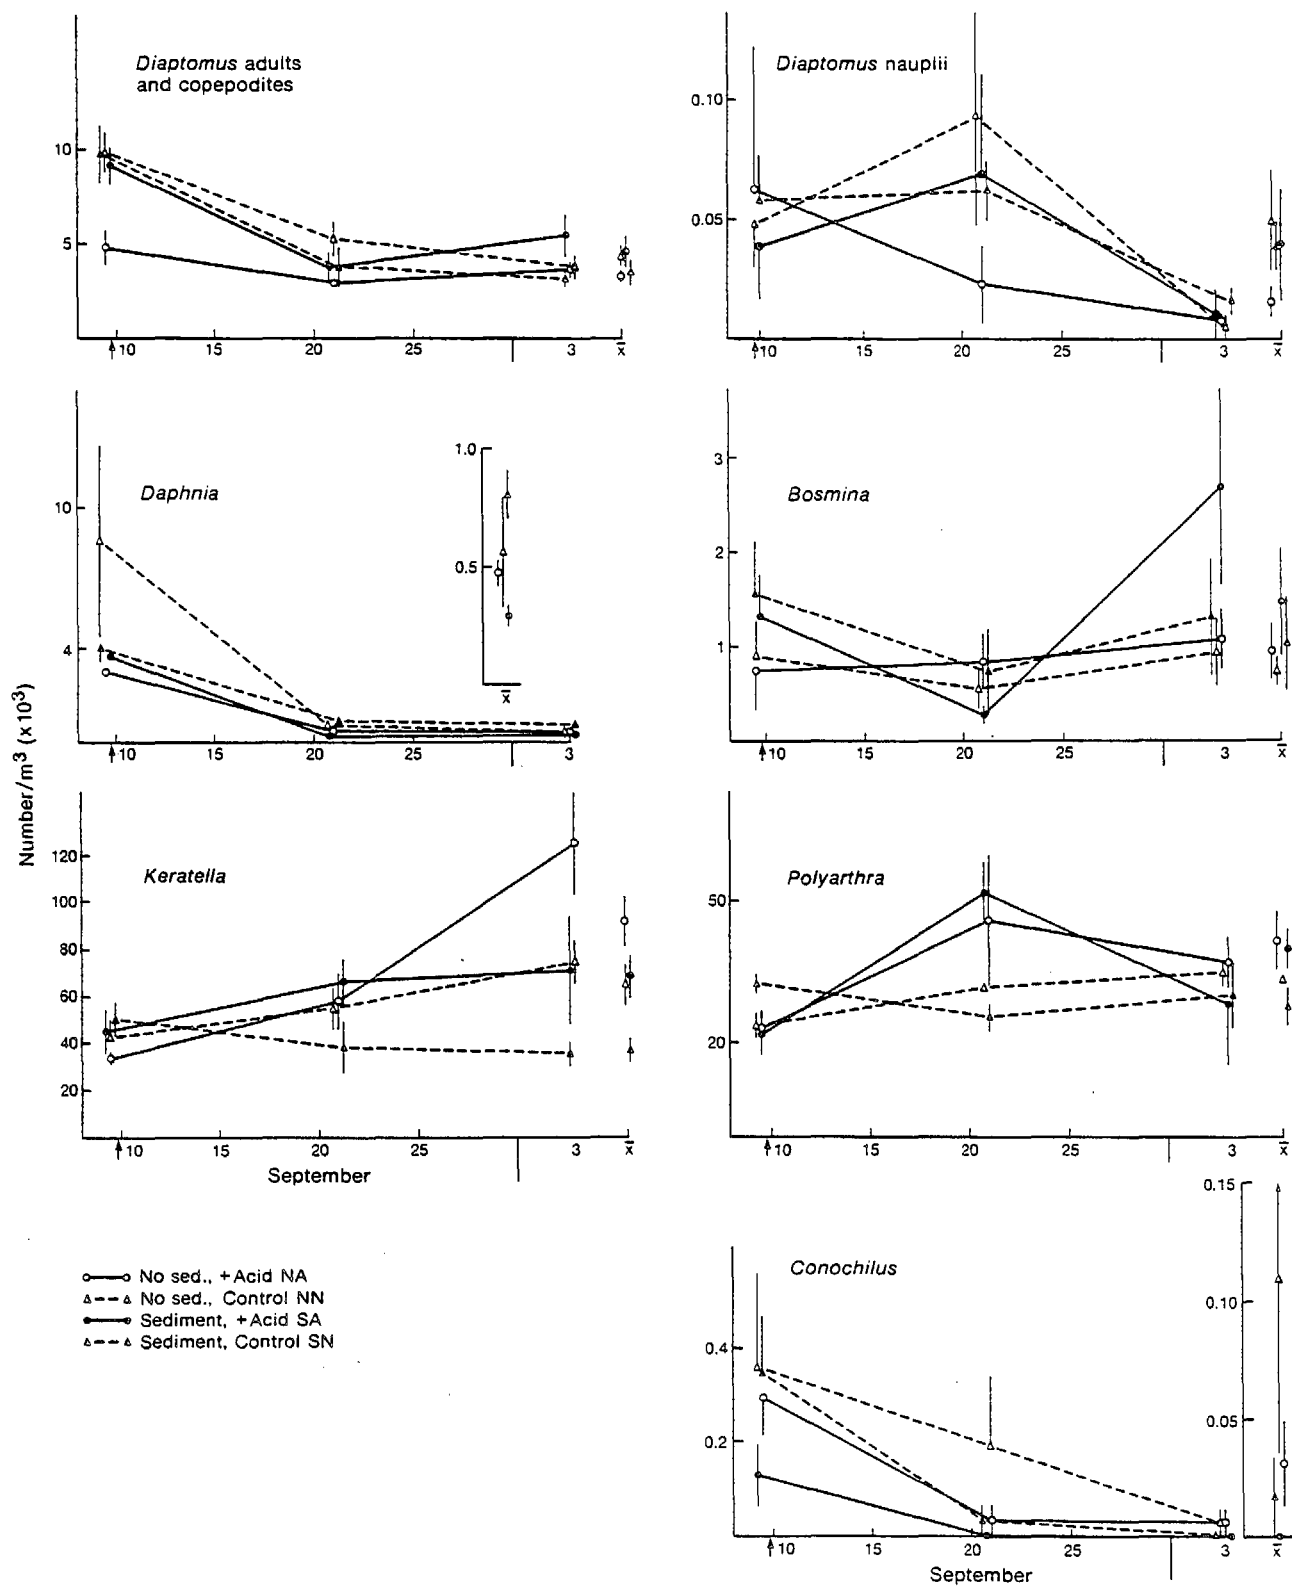 Diaptomus adults
and copepodites
10
5
10 15 20 25 3 x̄
Diaptomus nauplii
0.10
0.05
10 15 20 25 3 x̄
Daphnia
10
4
1.0
0.5
x̄
10 15 20 25 3
Bosmina
3
2
1
10 15 20 25 3 x̄
Number/m³ (x10³)
Keratella
120
100
80
60
40
20
10 15 20 25 3 x̄
September
Polyarthra
50
20
10 15 20 25 3 x̄
No sed., +Acid NA
No sed., Control NN
Sediment, +Acid SA
Sediment, Control SN
Conochilus
0.4
0.2
0.15
0.10
0.05
10 15 20 25 3 x̄
September